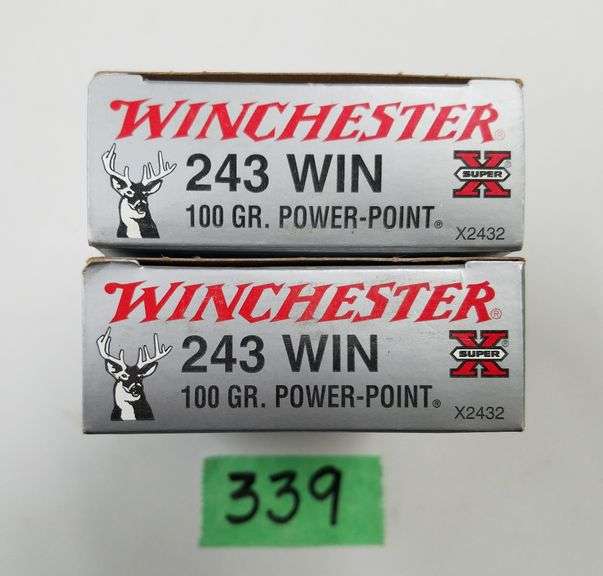 WINCHESTER®
243 WIN
X
SUPER
100 GR. POWER-POINT®
X2432
WINCHESTER®
243 WIN
X®
SUPER
100 GR. POWER-POINT®
X2432
339